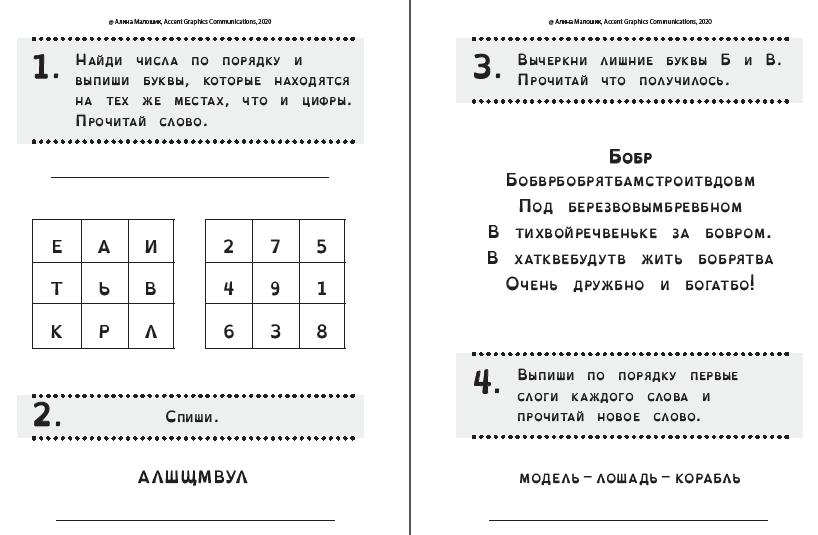 @ Алина Малошик, Accent Graphics Communications, 2020
1. Найди числа по порядку и
выпиши буквы, которые находятся
на тех же местах, что и цифры.
Прочитай слово.
Е А И
Т Ь В
К Р Л
2 7 5
4 9 1
6 3 8
2. Спиши.
АЛШЩМВУЛ
@ Алина Малошик, Accent Graphics Communications, 2020
3. Вычеркни лишние буквы Б и В.
Прочитай что получилось.
Бобр
Бобврбобрятбамстроитвдовм
Под березвовымбревбном
В тихвойречвеньке за бовром.
В хатквебудутв жить бобрятва
Очень дружбно и богатбо!
4. Выпиши по порядку первые
слоги каждого слова и
прочитай новое слово.
МОДЕЛЬ – ЛОШАДЬ – КОРАБЛЬ